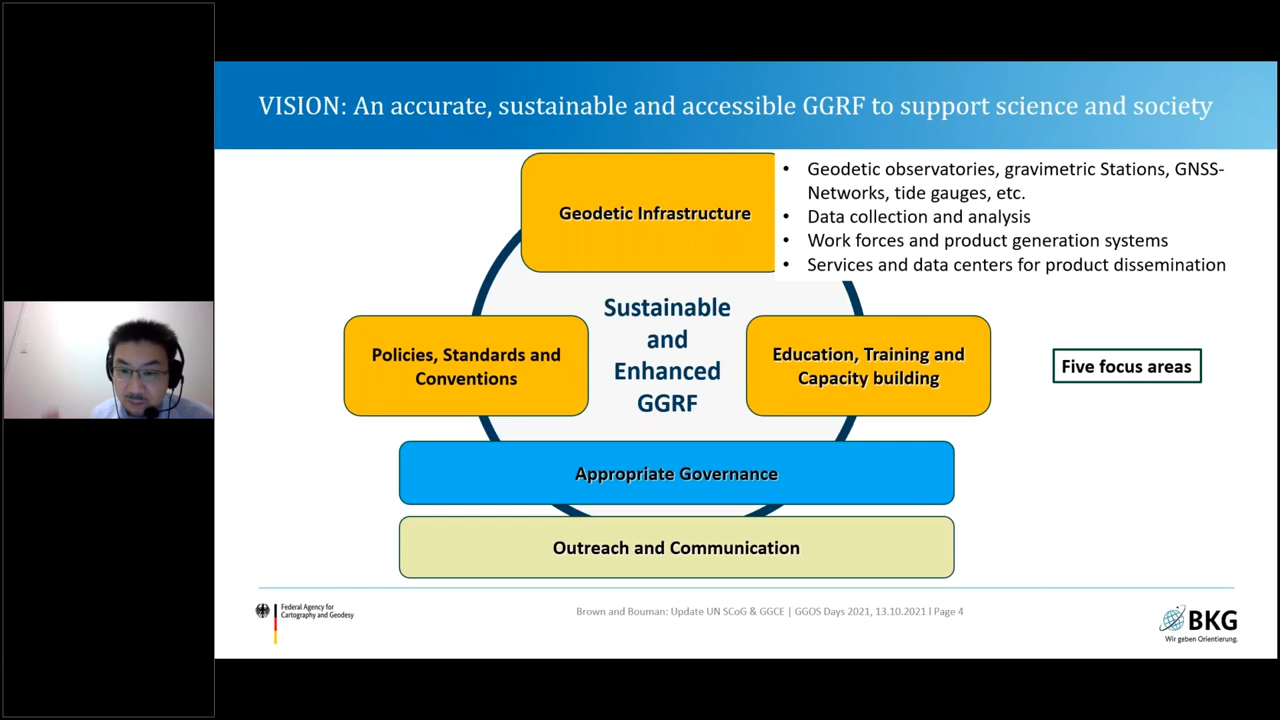 VISION: An accurate, sustainable and accessible GGRF to support science and society
Geodetic Infrastructure
• Geodetic observatories, gravimetric Stations, GNSS-
Networks, tide gauges, etc.
• Data collection and analysis
• Work forces and product generation systems
• Services and data centers for product dissemination
Sustainable
and
Enhanced
GGRF
Policies, Standards and
Conventions
Education, Training and
Capacity building
Five focus areas
Appropriate Governance
Outreach and Communication
Federal Agency for
Cartography and Geodesy
Brown and Bouman: Update UN SCoG & GGCE | GGOS Days 2021, 13.10.2021 I Page 4
BKG
Wir geben Orientierung.